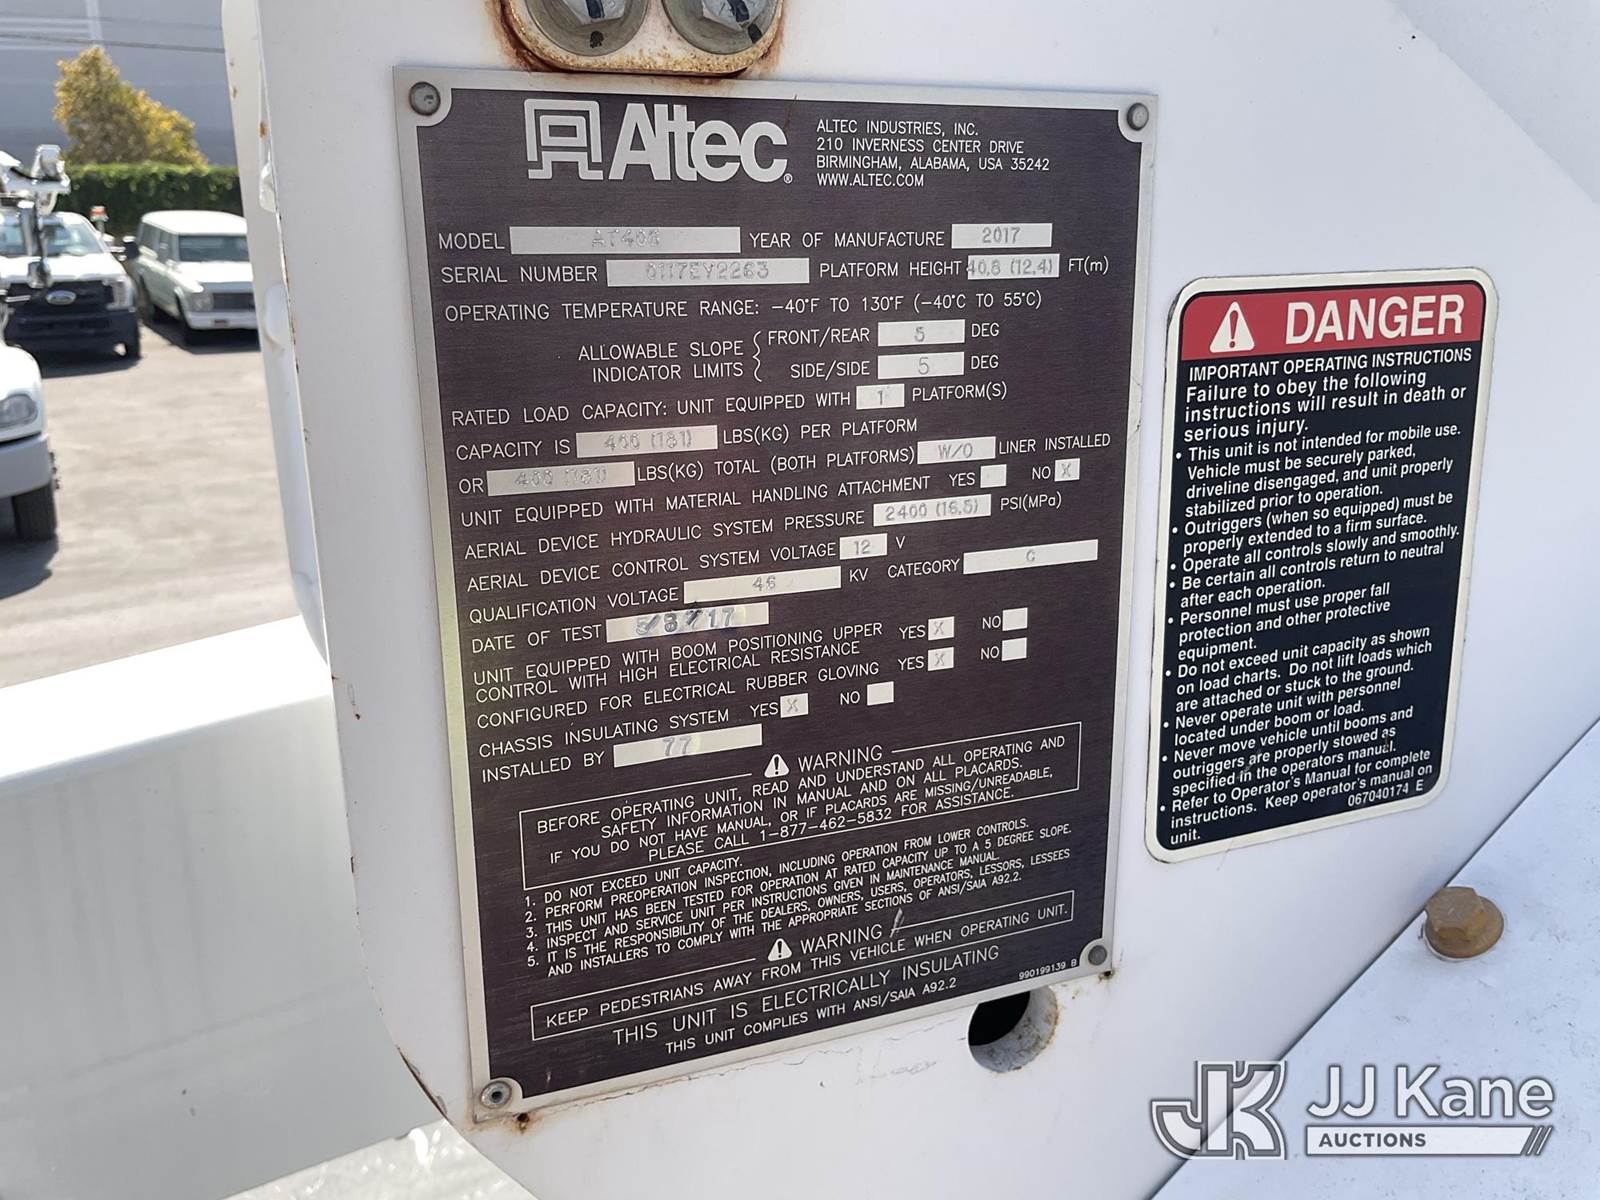 Altec®
ALTEC INDUSTRIES, INC.
210 INVERNESS CENTER DRIVE
BIRMINGHAM, ALABAMA, USA 35242
WWW.ALTEC.COM
MODEL YEAR OF MANUFACTURE 2017
SERIAL NUMBER 0117EY2263 PLATFORM HEIGHT 40.8 (12.4) FT(m)
OPERATING TEMPERATURE RANGE: -40°F TO 130°F (-40°C TO 55°C)
ALLOWABLE SLOPE INDICATOR LIMITS
FRONT/REAR 5 DEG
SIDE/SIDE 5 DEG
RATED LOAD CAPACITY: UNIT EQUIPPED WITH 1 PLATFORM(S)
CAPACITY IS 400 (181) LBS(KG) PER PLATFORM
OR 400 (181) LBS(KG) TOTAL (BOTH PLATFORMS) W/O LINER INSTALLED
UNIT EQUIPPED WITH MATERIAL HANDLING ATTACHMENT YES NO X
AERIAL DEVICE HYDRAULIC SYSTEM PRESSURE 2400 (16.5) PSI(MPa)
AERIAL DEVICE CONTROL SYSTEM VOLTAGE 12 V
QUALIFICATION VOLTAGE 46 KV CATEGORY C
DATE OF TEST 5/8/17
UNIT EQUIPPED WITH BOOM POSITIONING UPPER
CONTROL WITH HIGH ELECTRICAL RESISTANCE YES X NO
CONFIGURED FOR ELECTRICAL RUBBER GLOVING YES X NO
CHASSIS INSULATING SYSTEM YES X NO
INSTALLED BY 77
WARNING
BEFORE OPERATING UNIT, READ AND UNDERSTAND ALL OPERATING AND
SAFETY INFORMATION IN MANUAL AND ON ALL PLACARDS.
IF YOU DO NOT HAVE MANUAL, OR IF PLACARDS ARE MISSING/UNREADABLE,
PLEASE CALL 1-877-462-5832 FOR ASSISTANCE.
1. DO NOT EXCEED UNIT CAPACITY.
2. PERFORM PREOPERATION INSPECTION, INCLUDING OPERATION FROM LOWER CONTROLS.
3. THIS UNIT HAS BEEN TESTED FOR OPERATION AT RATED CAPACITY UP TO A 5 DEGREE SLOPE.
4. INSPECT AND SERVICE UNIT PER INSTRUCTIONS GIVEN IN MAINTENANCE MANUAL.
5. IT IS THE RESPONSIBILITY OF THE DEALERS, OWNERS, USERS, OPERATORS, LESSORS, LESSEES
AND INSTALLERS TO COMPLY WITH THE APPROPRIATE SECTIONS OF ANSI/SAIA A92.2.
WARNING
KEEP PEDESTRIANS AWAY FROM THIS VEHICLE WHEN OPERATING UNIT.
THIS UNIT IS ELECTRICALLY INSULATING
THIS UNIT COMPLIES WITH ANSI/SAIA A92.2
990199139 B
DANGER
IMPORTANT OPERATING INSTRUCTIONS
Failure to obey the following
instructions will result in death or
serious injury.
• This unit is not intended for mobile use.
Vehicle must be securely parked,
driveline disengaged, and unit properly
stabilized prior to operation.
• Outriggers (when so equipped) must be
properly extended to a firm surface.
• Operate all controls slowly and smoothly.
• Be certain all controls return to neutral
after each operation.
• Personnel must use proper fall
protection and other protective
equipment.
• Do not exceed unit capacity as shown
on load charts. Do not lift loads which
are attached or stuck to the ground.
• Never operate unit with personnel
located under boom or load.
• Never move vehicle until booms and
outriggers are properly stowed as
specified in the operators manual.
• Refer to Operator's Manual for complete
instructions. Keep operator's manual on
unit.
067040174 E
JK JJ Kane
AUCTIONS